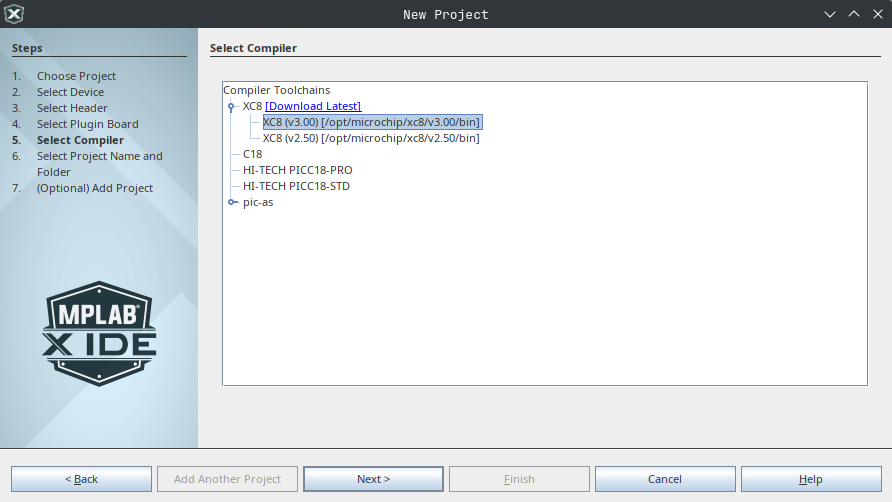 New Project
Steps
1. Choose Project
2. Select Device
3. Select Header
4. Select Plugin Board
5. Select Compiler
6. Select Project Name and
Folder
7. (Optional) Add Project
MPLAB
X IDE
Select Compiler
Compiler Toolchains
XC8 [Download Latest]
XC8 (v3.00) [/opt/microchip/xc8/v3.00/bin]
XC8 (v2.50) [/opt/microchip/xc8/v2.50/bin]
C18
HI-TECH PICC18-PRO
HI-TECH PICC18-STD
pic-as
< Back
Add Another Project
Next >
Finish
Cancel
Help